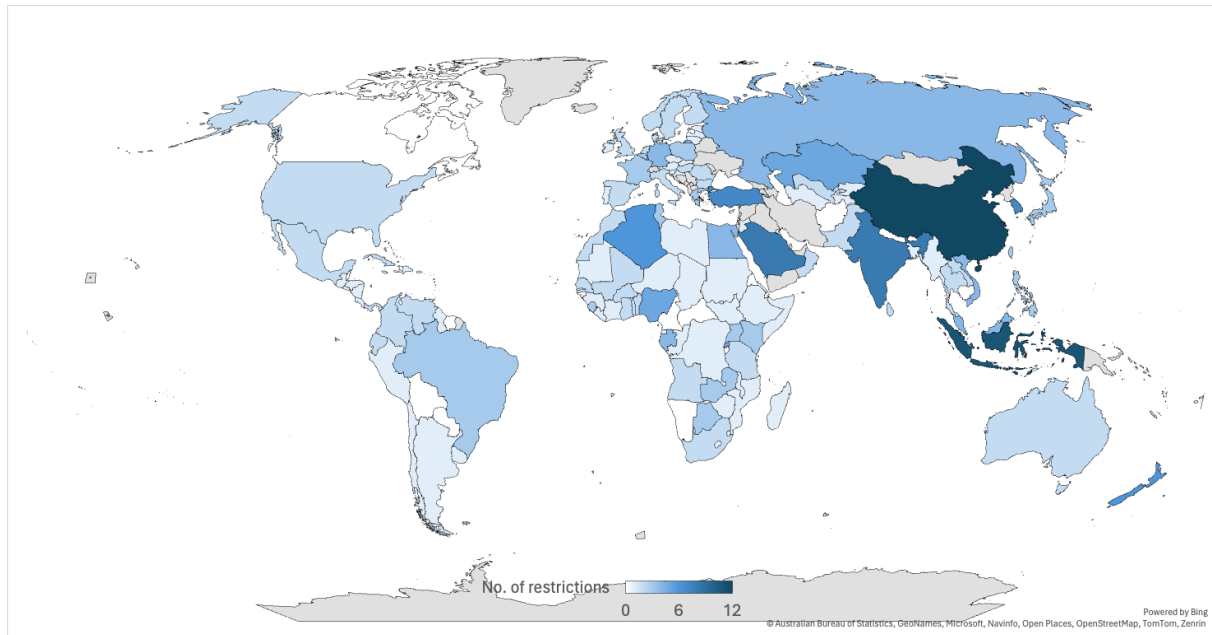 No. of restrictions
0 6 12
Powered by Bing
© Australian Bureau of Statistics, GeoNames, Microsoft, Navinfo, Open Places, OpenStreetMap, TomTom, Zenrin